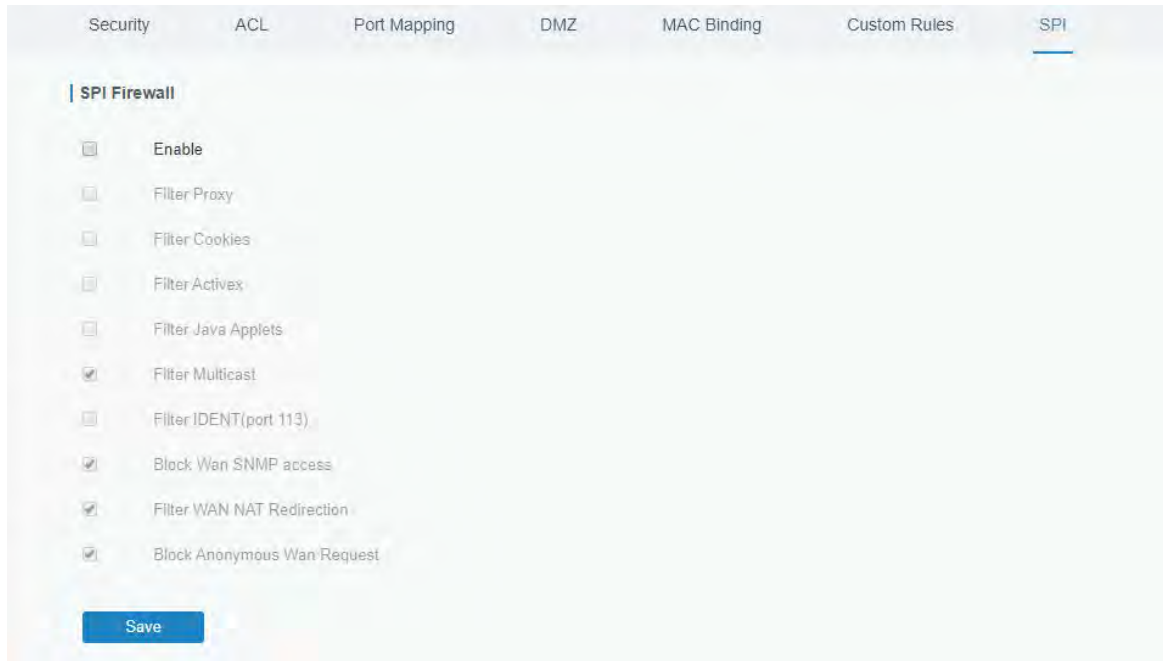 Security ACL Port Mapping DMZ MAC Binding Custom Rules SPI
SPI Firewall
Enable
Filter Proxy
Filter Cookies
Filter Activex
Filter Java Applets
Filter Multicast
Filter IDENT(port 113)
Block Wan SNMP access
Filter WAN NAT Redirection
Block Anonymous Wan Request
Save